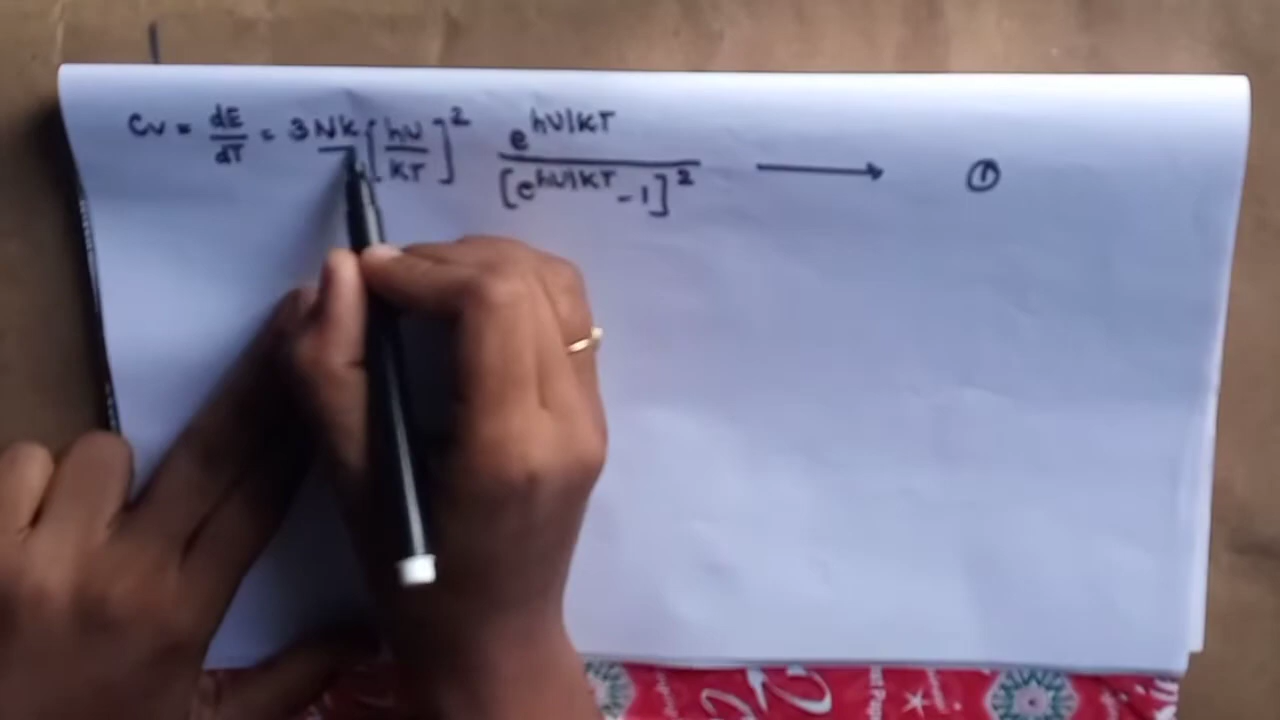 Cv = dE/dT = 3Nk [hν/kT]² e^hν/kT / [e^hν/kT - 1]² ⟶ ①